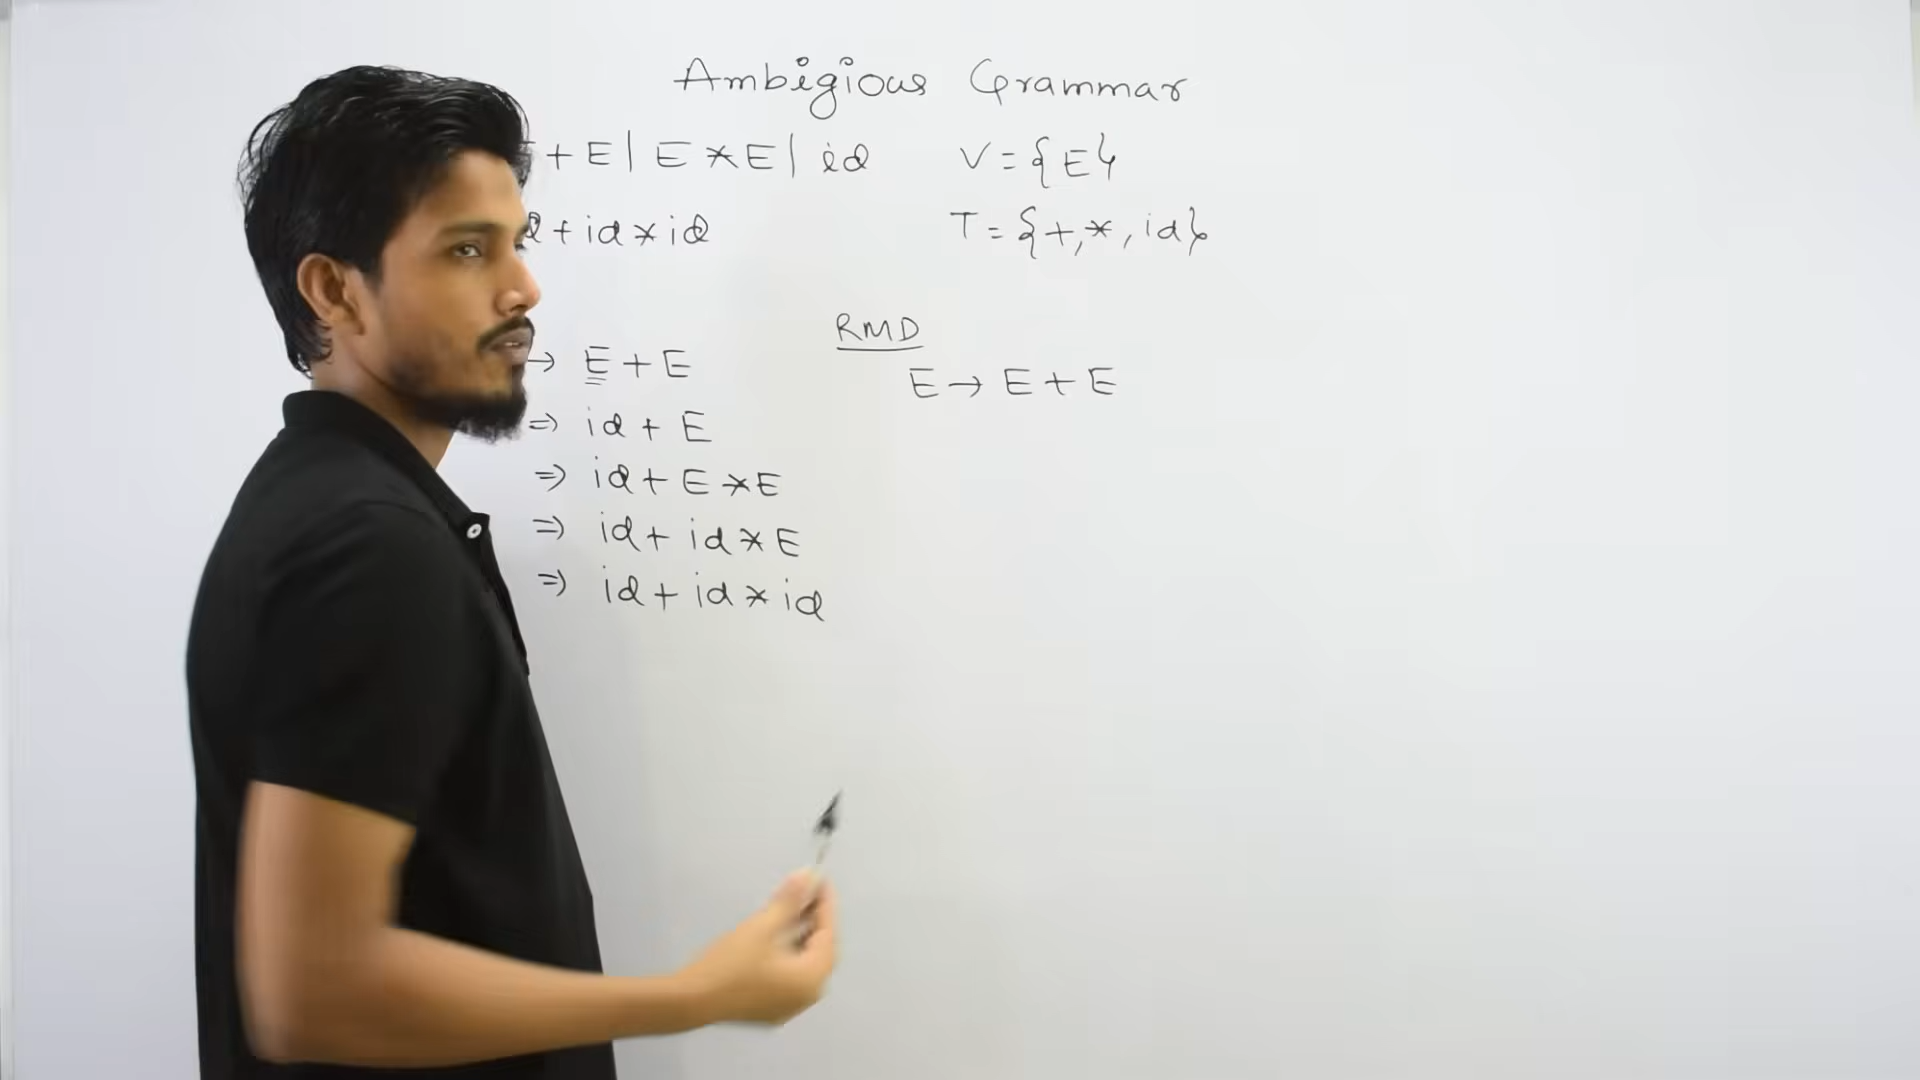 Ambigious Grammar
+ E | E * E | id
V = { E }
+ id * id
T = { +, *, id }
RMD
→ E + E
E → E + E
⇒ id + E
⇒ id + E * E
⇒ id + id * E
⇒ id + id * id